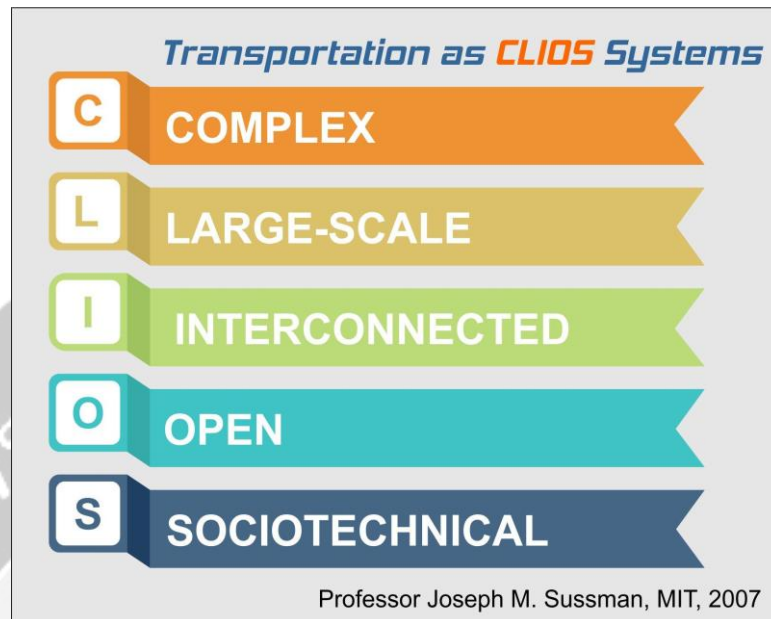 Transportation as CLIOS Systems
C COMPLEX
L LARGE-SCALE
I INTERCONNECTED
O OPEN
S SOCIOTECHNICAL
Professor Joseph M. Sussman, MIT, 2007